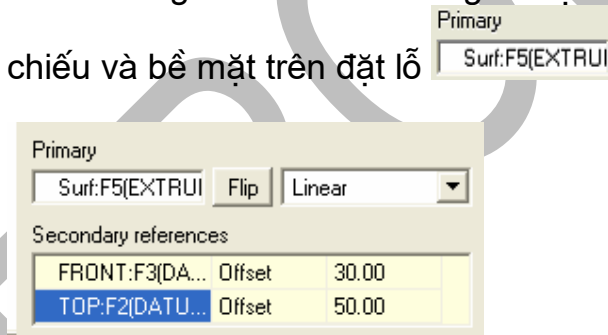 Primary
chiếu và bề mặt trên đặt lỗ Surf:F5(EXTRUI
Primary
Surf:F5(EXTRUI Flip Linear
Secondary references
FRONT:F3(DA... Offset 30.00
TOP:F2(DATU... Offset 50.00